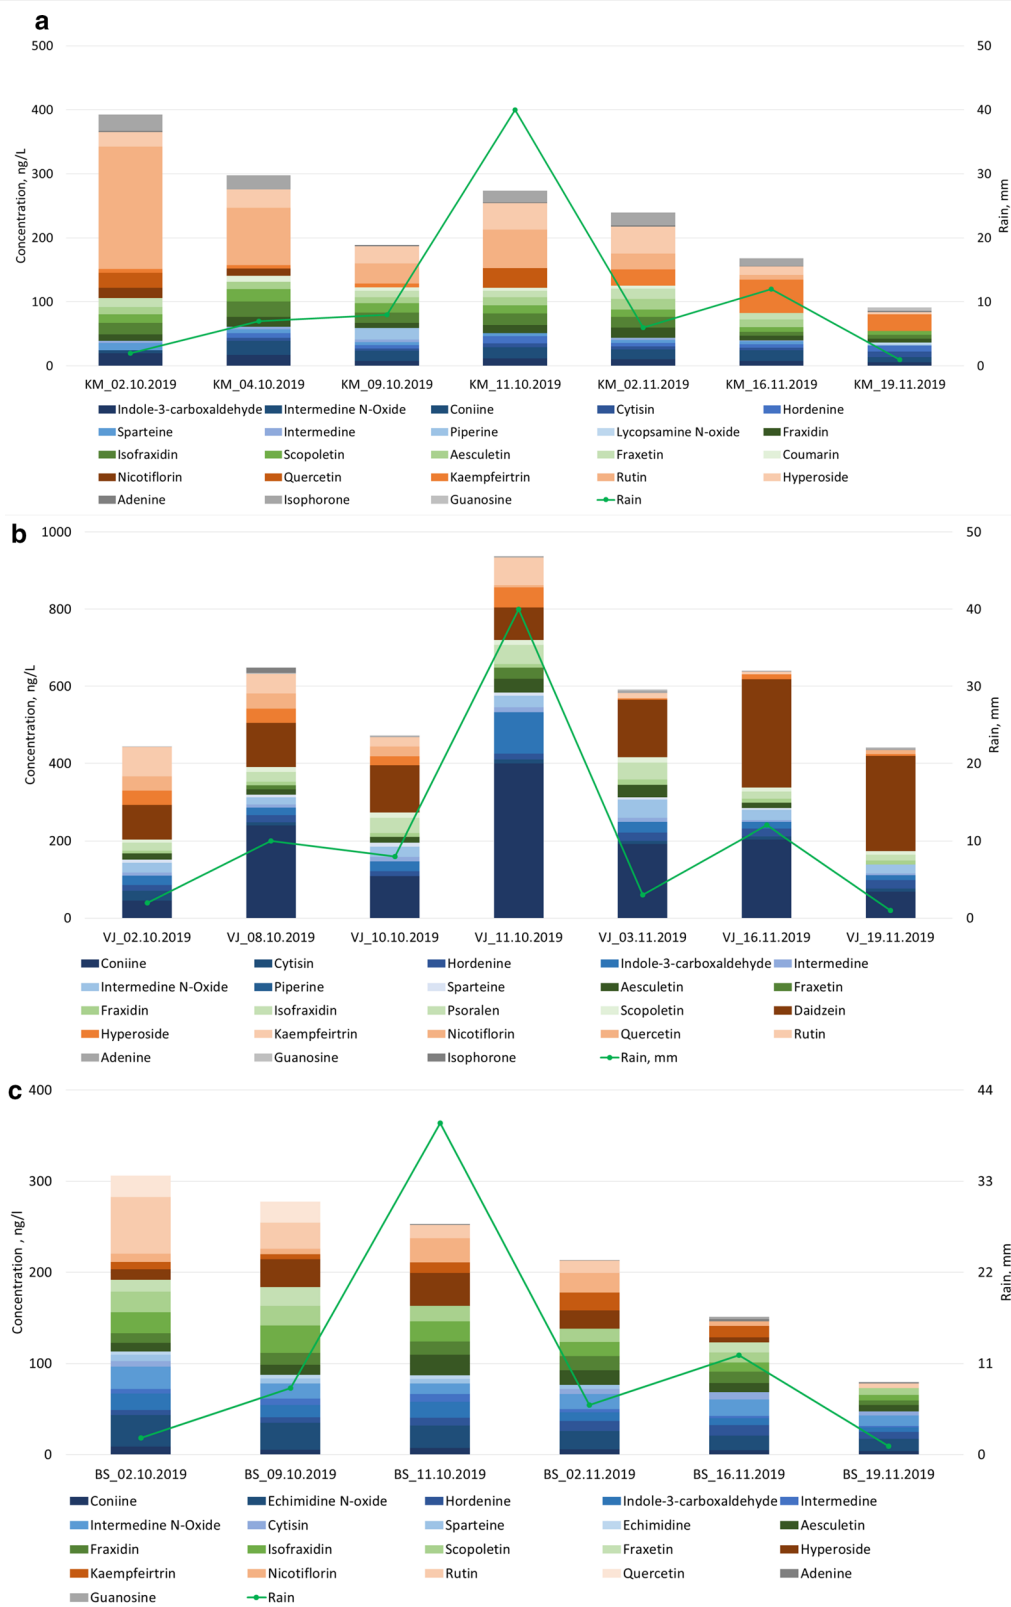 a
500
50
400
40
300
30
200
20
100
10
0
0
Concentration, ng/L
Rain, mm
KM_02.10.2019 KM_04.10.2019 KM_09.10.2019 KM_11.10.2019 KM_02.11.2019 KM_16.11.2019 KM_19.11.2019
Indole-3-carboxaldehyde Intermedine N-Oxide Coniine Cytisin Hordenine
Sparteine Intermedine Piperine Lycopsamine N-oxide Fraxidin
Isofraxidin Scopoletin Aesculetin Fraxetin Coumarin
Nicotiflorin Quercetin Kaempfeirtrin Rutin Hyperoside
Adenine Isophorone Guanosine Rain
b
1000
50
800
40
600
30
400
20
200
10
0
0
Concentration, ng/L
Rain, mm
VJ_02.10.2019 VJ_08.10.2019 VJ_10.10.2019 VJ_11.10.2019 VJ_03.11.2019 VJ_16.11.2019 VJ_19.11.2019
Coniine Cytisin Hordenine Indole-3-carboxaldehyde Intermedine
Intermedine N-Oxide Piperine Sparteine Aesculetin Fraxetin
Fraxidin Isofraxidin Psoralen Scopoletin Daidzein
Hyperoside Kaempfeirtrin Nicotiflorin Quercetin Rutin
Adenine Guanosine Isophorone Rain, mm
c
400
44
300
33
200
22
100
11
0
0
Concentration , ng/l
Rain, mm
BS_02.10.2019 BS_09.10.2019 BS_11.10.2019 BS_02.11.2019 BS_16.11.2019 BS_19.11.2019
Coniine Echimidine N-oxide Hordenine Indole-3-carboxaldehyde Intermedine
Intermedine N-Oxide Cytisin Sparteine Echimidine Aesculetin
Fraxidin Isofraxidin Scopoletin Fraxetin Hyperoside
Kaempfeirtrin Nicotiflorin Rutin Quercetin Adenine
Guanosine Rain